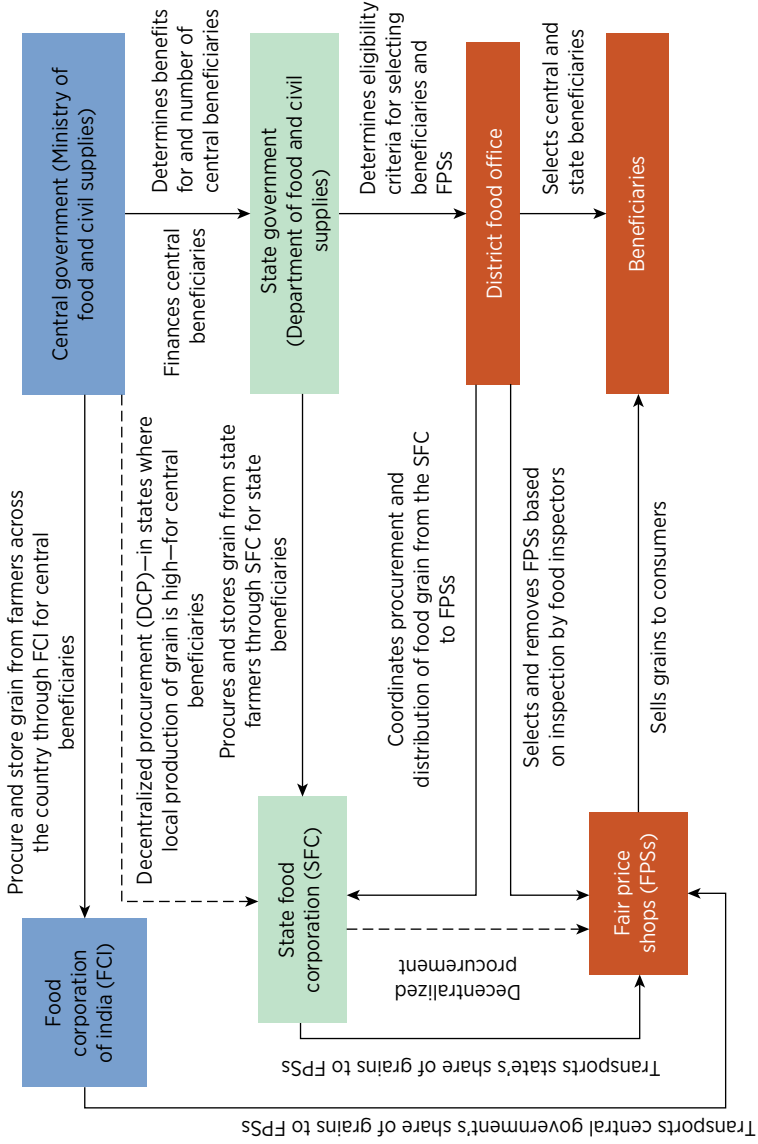 Central government (Ministry of
food and civil supplies)
Procure and store grain from farmers across
the country through FCI for central
beneficiaries
Food
corporation
of india (FCI)
Finances central
beneficiaries
Determines benefits
for and number of
central beneficiaries
Decentralized procurement (DCP)—in states where
local production of grain is high—for central
beneficiaries
State government
(Department of food and civil
supplies)
Procures and stores grain from state
farmers through SFC for state
beneficiaries
State food
corporation (SFC)
Determines eligibility
criteria for selecting
beneficiaries and
FPSs
Coordinates procurement and
distribution of food grain from the SFC
to FPSs
Decentralized
procurement
District food office
Selects and removes FPSs based
on inspection by food inspectors
Selects central and
state beneficiaries
Fair price
shops (FPSs)
Sells grains to consumers
Beneficiaries
Transports state's share of grains to FPSs
Transports central government's share of grains to FPSs